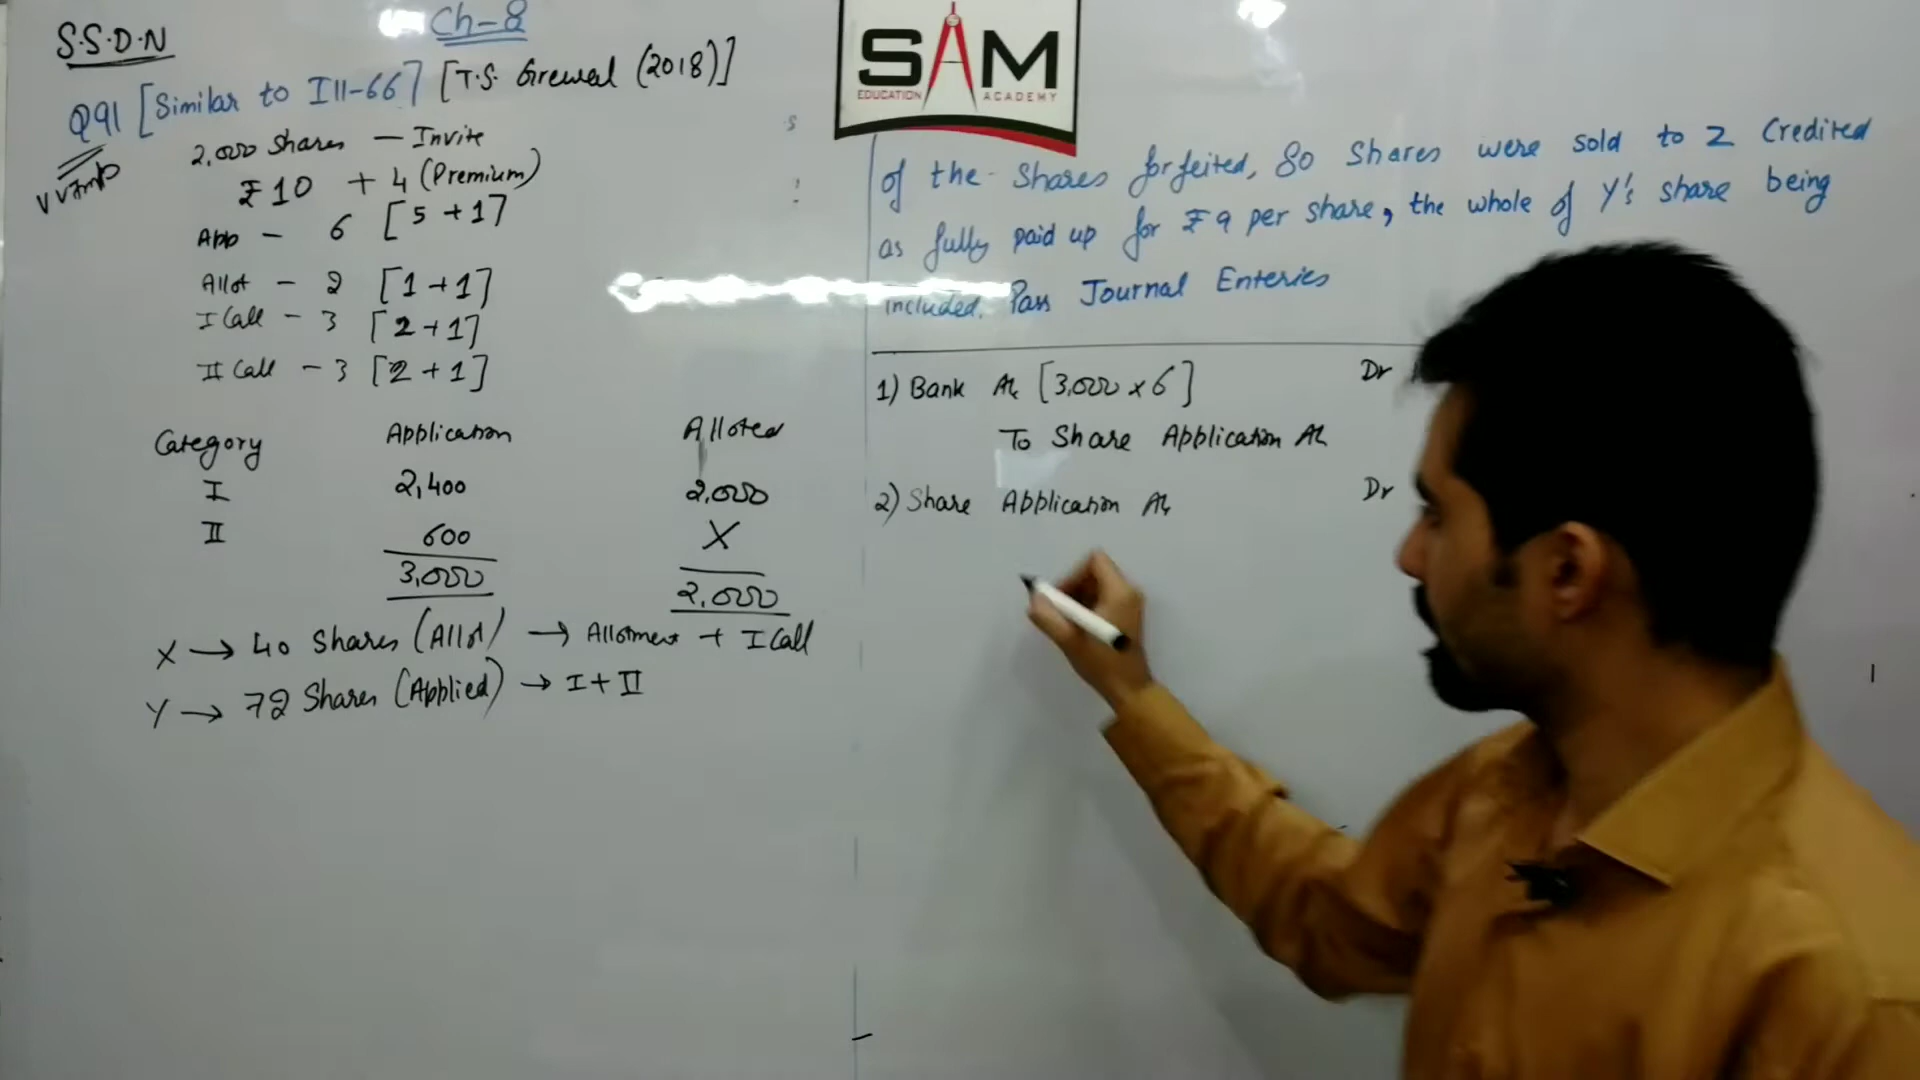 S.S.D.N
Ch-8
Q91 [Similar to Ill-66] [T.S. Grewal (2018)]
VVImp
2,000 Shares — Invite
₹10 + 4 (Premium)
App — 6 [5+1]
Allot — 2 [1+1]
I Call — 3 [2+1]
II Call — 3 [2+1]
Category Application Alloted
I 2,400 2,000
II 600 X
3,000 2,000
X → 40 Shares (Allot) → Allotment + I Call
Y → 72 Shares (Applied) → I + II
SAM
EDUCATION ACADEMY
of the Shares forfeited, 80 Shares were sold to Z Credited
as fully paid up for ₹9 per share, the whole of Y's share being
included. Pass Journal Enteries
1) Bank A/c [3,000 x 6] Dr
To Share Application A/c
2) Share Application A/c Dr